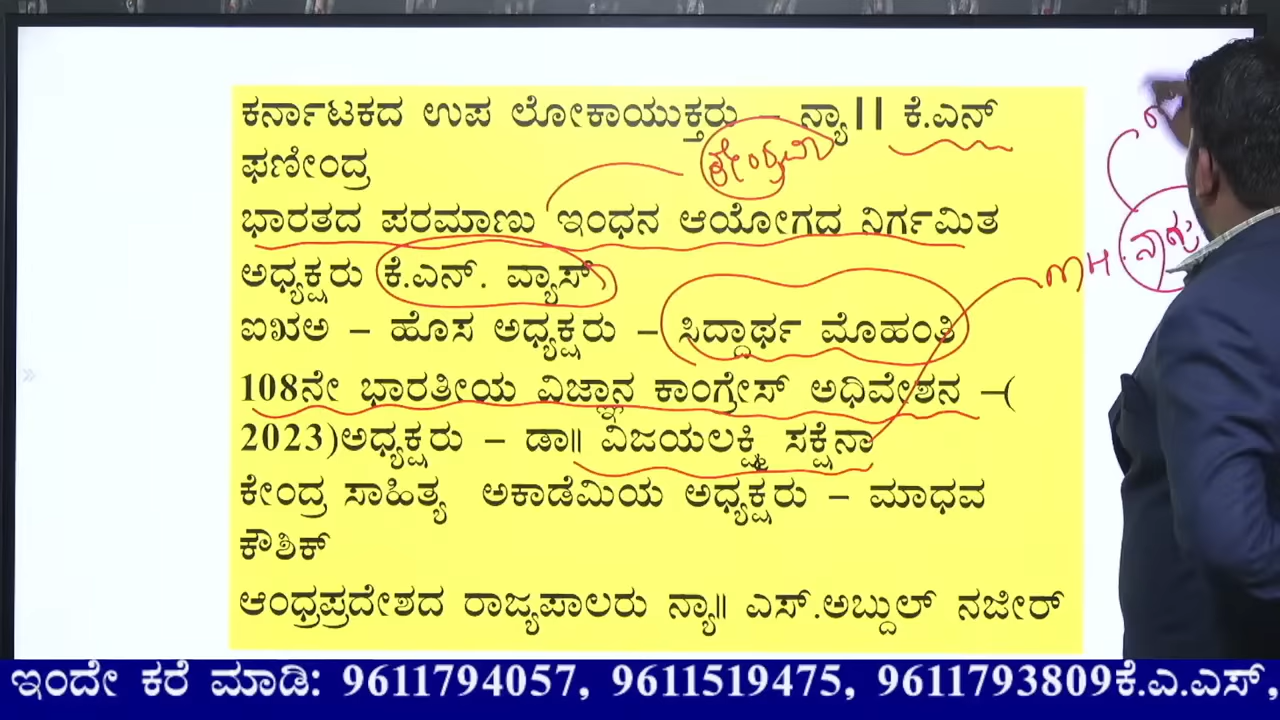 ಕರ್ನಾಟಕದ ಉಪ ಲೋಕಾಯುಕ್ತರು – ನ್ಯಾ|| ಕೆ.ಎನ್
ಫಣೀಂದ್ರ
ಭಾರತದ ಪರಮಾಣು ಇಂಧನ ಆಯೋಗದ ನಿರ್ಗಮಿತ
ಅಧ್ಯಕ್ಷರು ಕೆ.ಎನ್. ವ್ಯಾಸ್
– ಹೊಸ ಅಧ್ಯಕ್ಷರು – ಸಿದ್ದಾರ್ಥ ಮೊಹಂತಿ
108ನೇ ಭಾರತೀಯ ವಿಜ್ಞಾನ ಕಾಂಗ್ರೇಸ್ ಅಧಿವೇಶನ –(
2023)ಅಧ್ಯಕ್ಷರು – ಡಾ॥ ವಿಜಯಲಕ್ಷ್ಮಿ ಸಕ್ಷೆನಾ
MH
ಕೇಂದ್ರ ಸಾಹಿತ್ಯ ಅಕಾಡೆಮಿಯ ಅಧ್ಯಕ್ಷರು – ಮಾಧವ
ಕೌಶಿಕ್
ಆಂಧ್ರಪ್ರದೇಶದ ರಾಜ್ಯಪಾಲರು ನ್ಯಾ॥ ಎಸ್.ಅಬ್ದುಲ್ ನಜೀರ್
ಇಂದೇ ಕರೆ ಮಾಡಿ: 9611794057, 9611519475, 9611793809ಕೆ.ಎ.ಎಸ್,